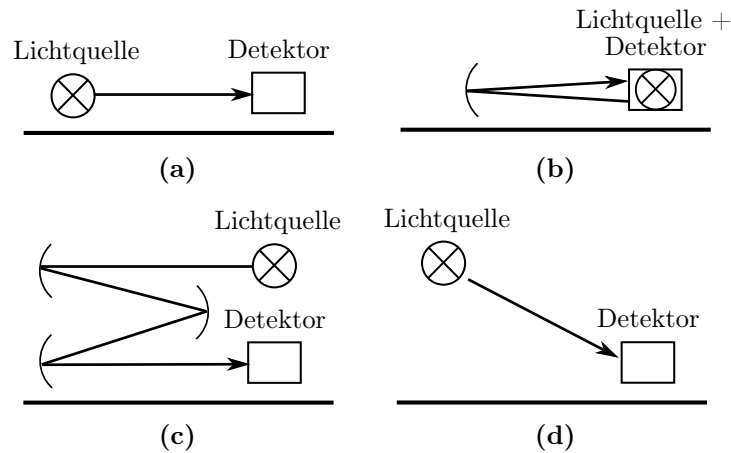 Lichtquelle
Detektor
(a)
Lichtquelle +
Detektor
(b)
Lichtquelle
Detektor
(c)
Lichtquelle
Detektor
(d)